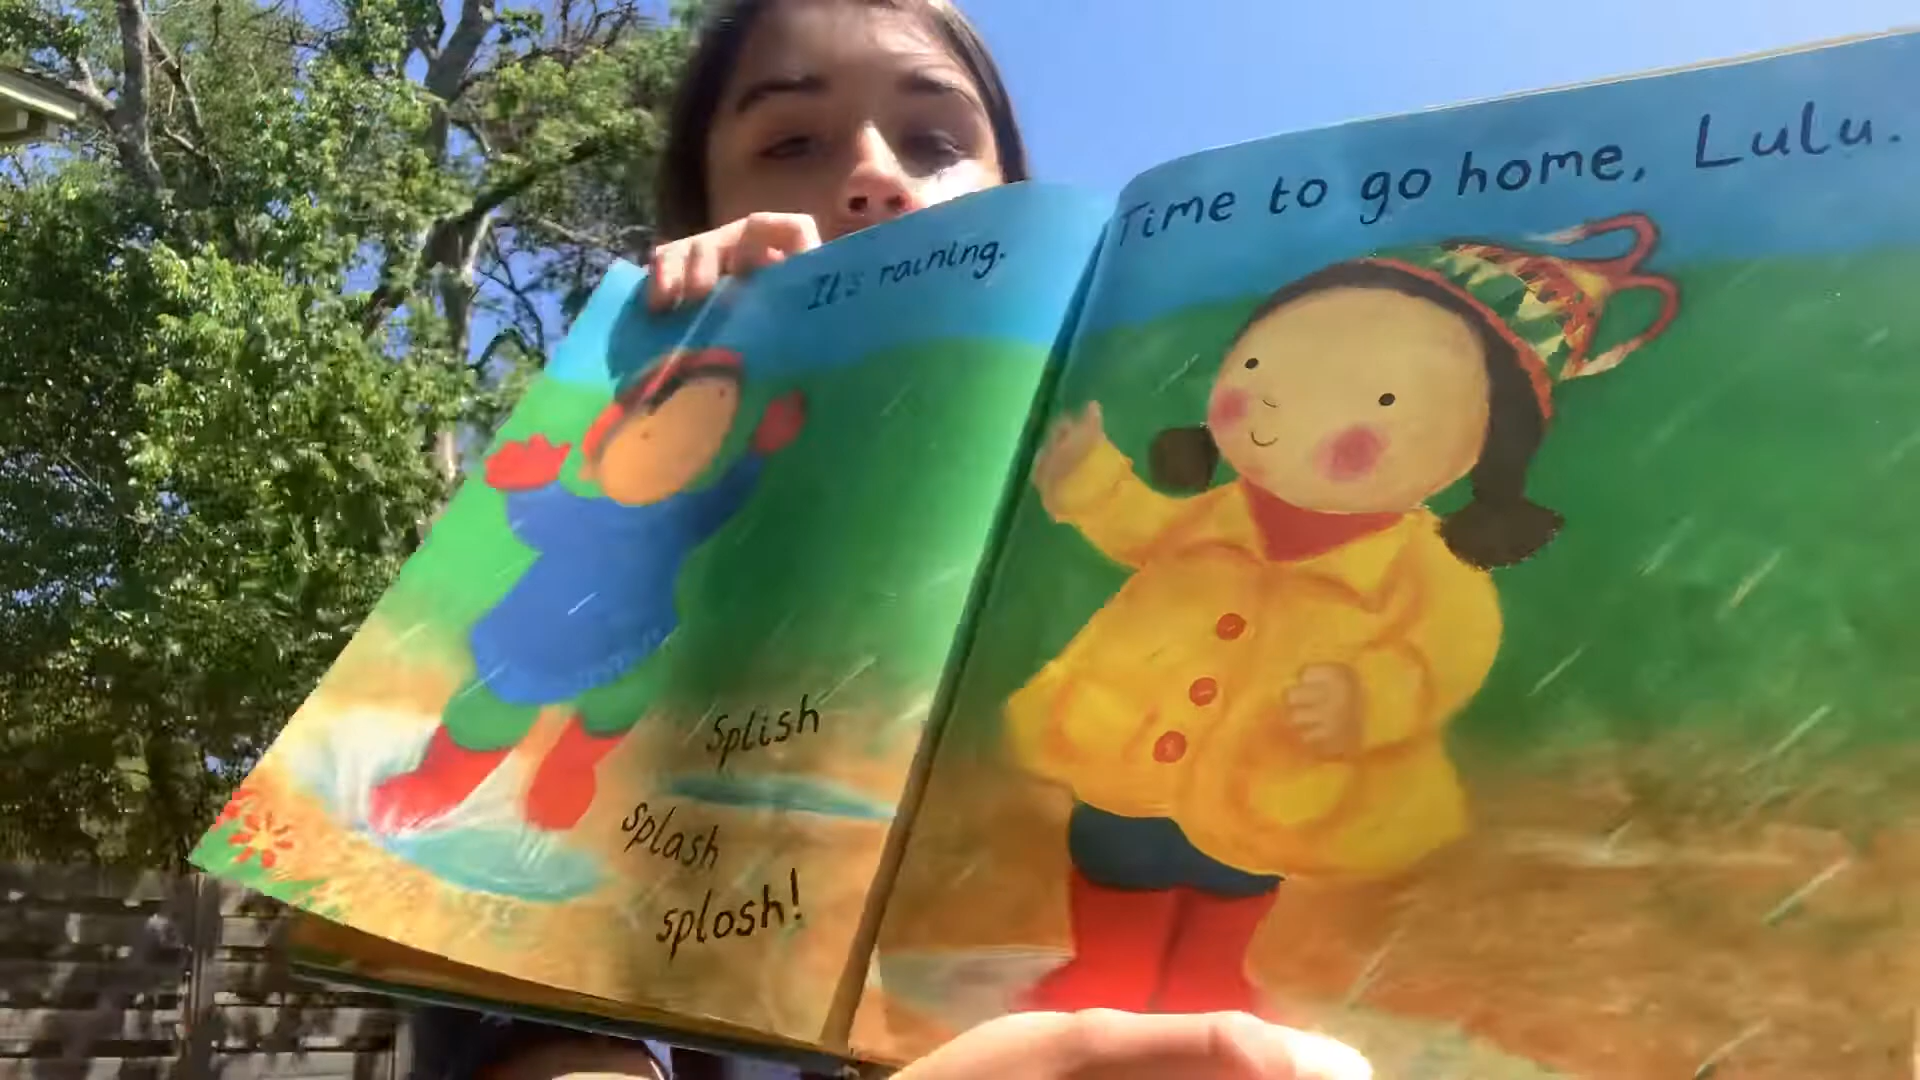 It's raining.
Splish
splash
splosh!
Time to go home, Lulu.